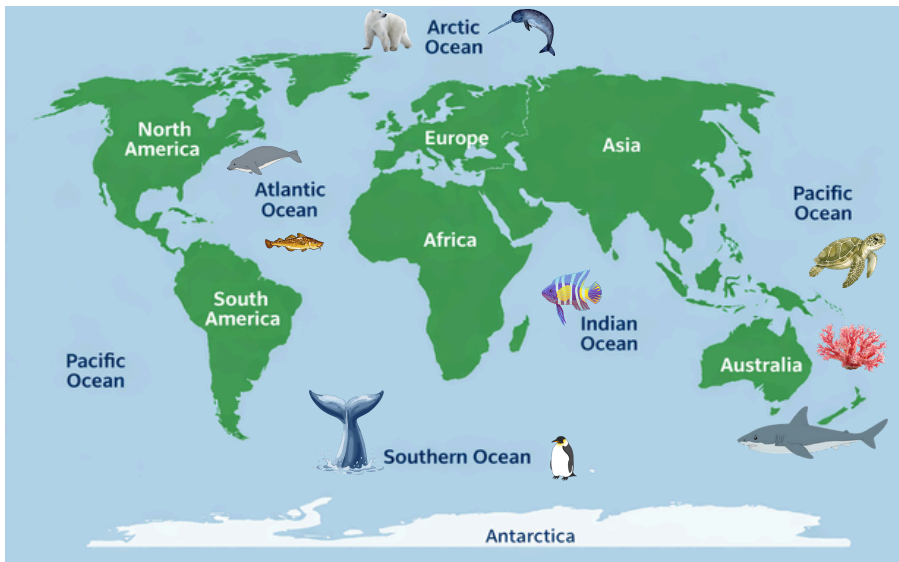 Arctic
Ocean
North
America
Europe
Asia
Atlantic
Ocean
Pacific
Ocean
Africa
South
America
Indian
Ocean
Pacific
Ocean
Australia
Southern Ocean
Antarctica